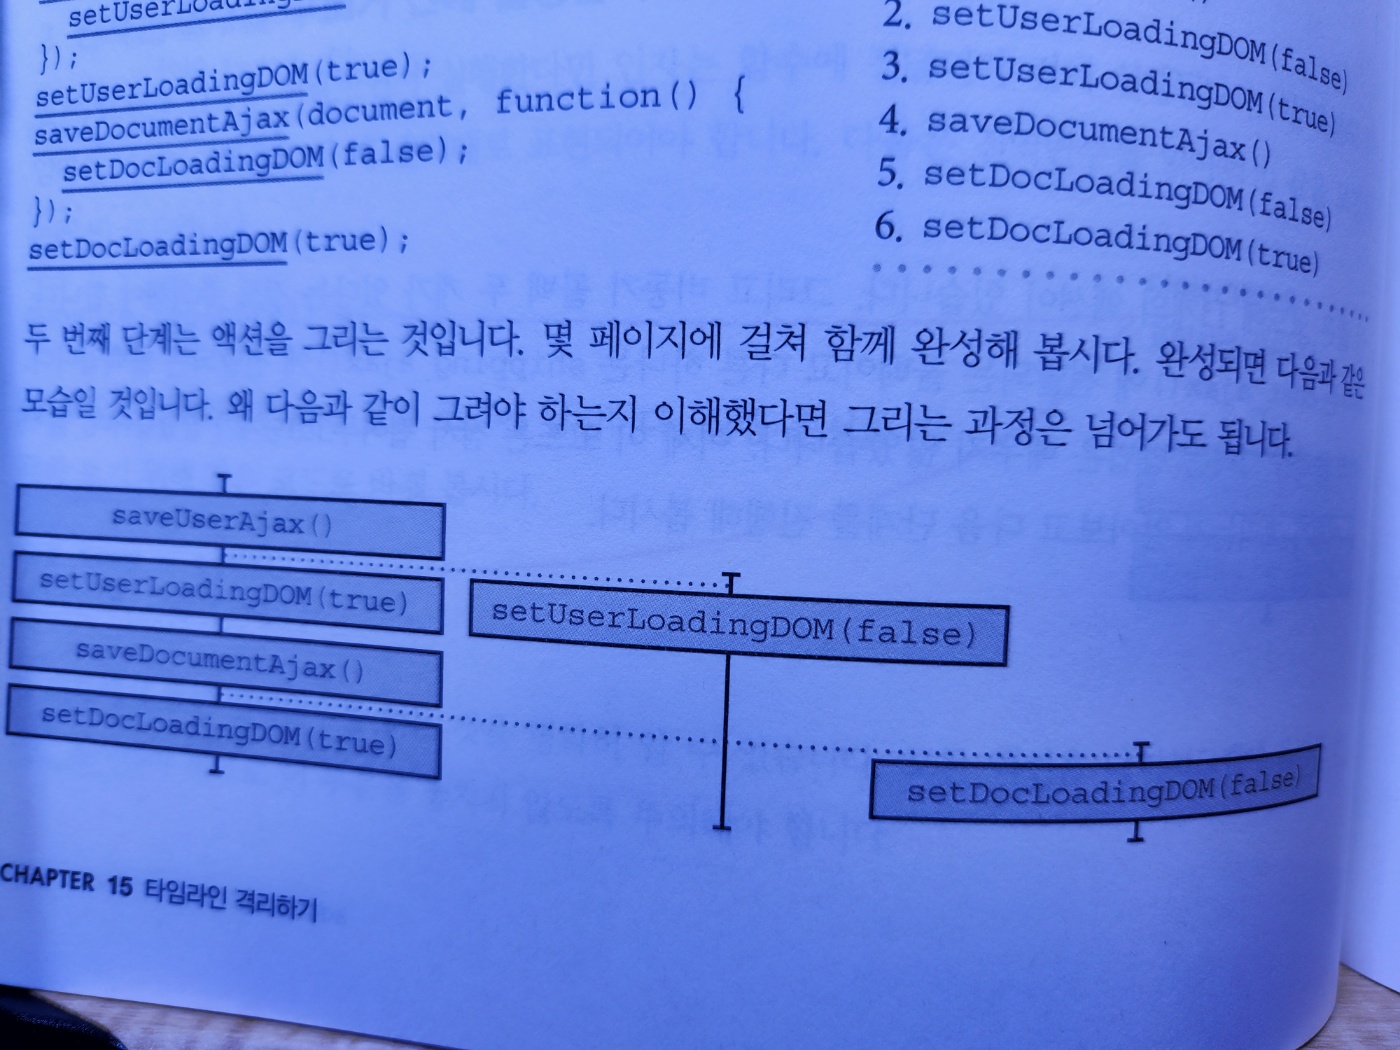 setUserLoadingDOM
});
setUserLoadingDOM(true);
saveDocumentAjax(document, function() {
setDocLoadingDOM(false);
});
setDocLoadingDOM(true);
2. setUserLoadingDOM(false)
3. setUserLoadingDOM(true)
4. saveDocumentAjax()
5. setDocLoadingDOM(false)
6. setDocLoadingDOM(true)
두 번째 단계는 액션을 그리는 것입니다. 몇 페이지에 걸쳐 함께 완성해 봅시다. 완성되면 다음과 같은
모습일 것입니다. 왜 다음과 같이 그려야 하는지 이해했다면 그리는 과정은 넘어가도 됩니다.
saveUserAjax()
setUserLoadingDOM(true)
saveDocumentAjax()
setDocLoadingDOM(true)
setUserLoadingDOM(false)
setDocLoadingDOM(false)
CHAPTER 15 타임라인 격리하기